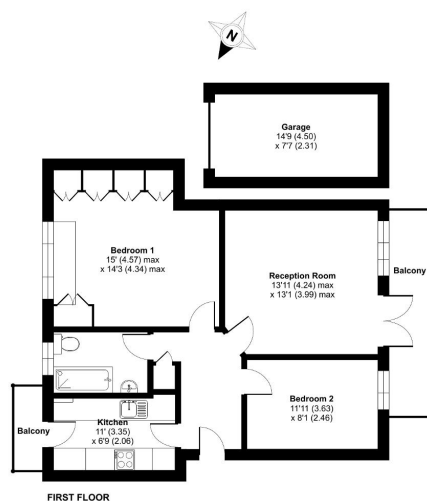 N
Garage
14'9 (4.50)
x 7'7 (2.31)
Bedroom 1
15' (4.57) max
x 14'3 (4.34) max
Reception Room
13'11 (4.24) max
x 13'1 (3.99) max
Balcony
Bedroom 2
11'11 (3.63)
x 8'1 (2.46)
Balcony
Kitchen
11' (3.35)
x 6'9 (2.06)
FIRST FLOOR